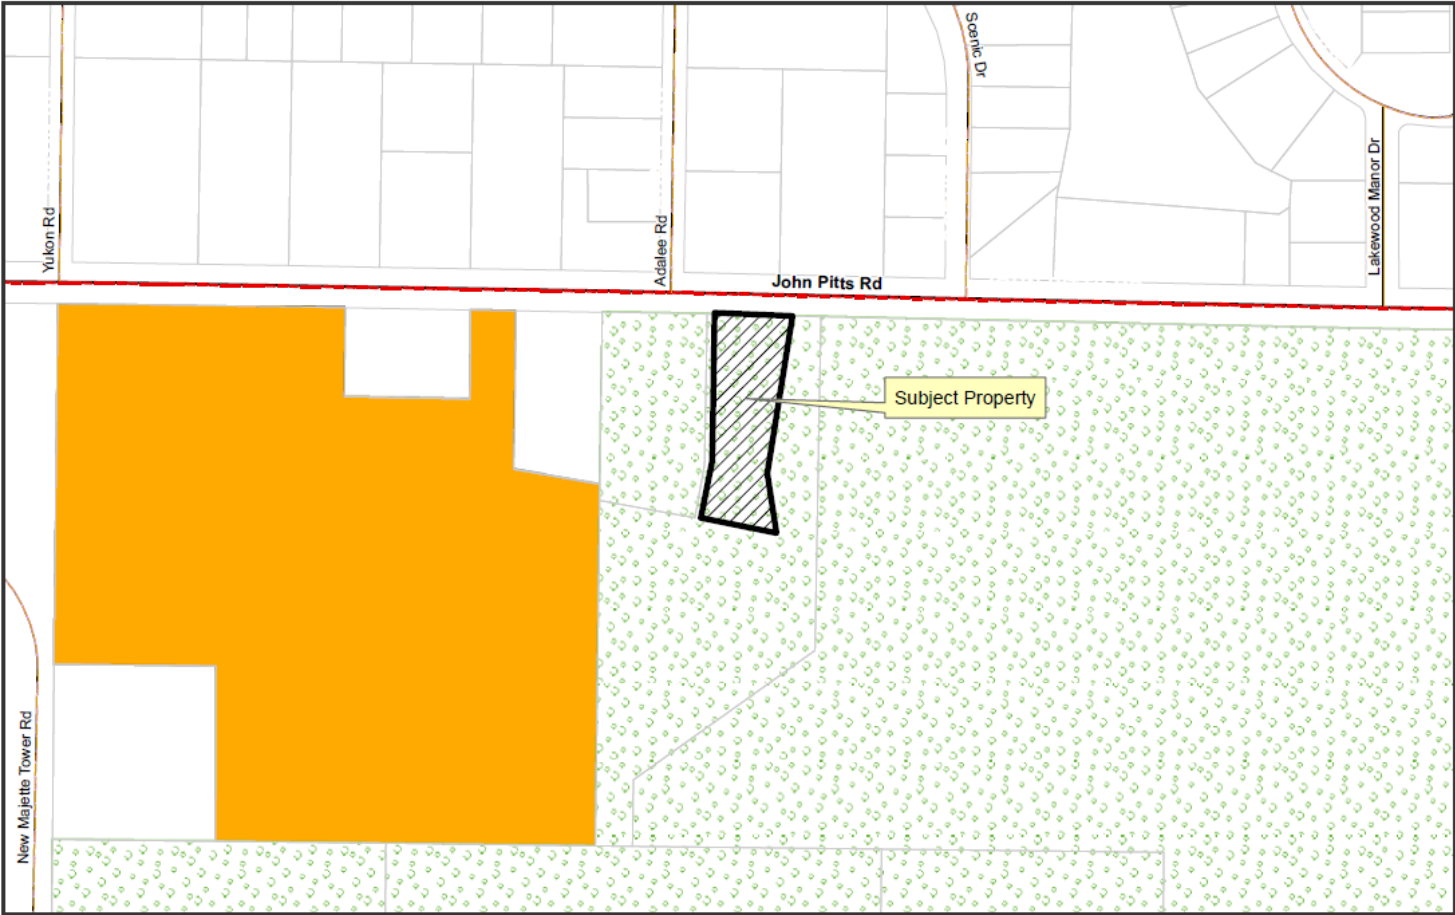 Scenic Dr
Yukon Rd
Adalee Rd
Lakewood Manor Dr
John Pitts Rd
Subject Property
New Majette Tower Rd